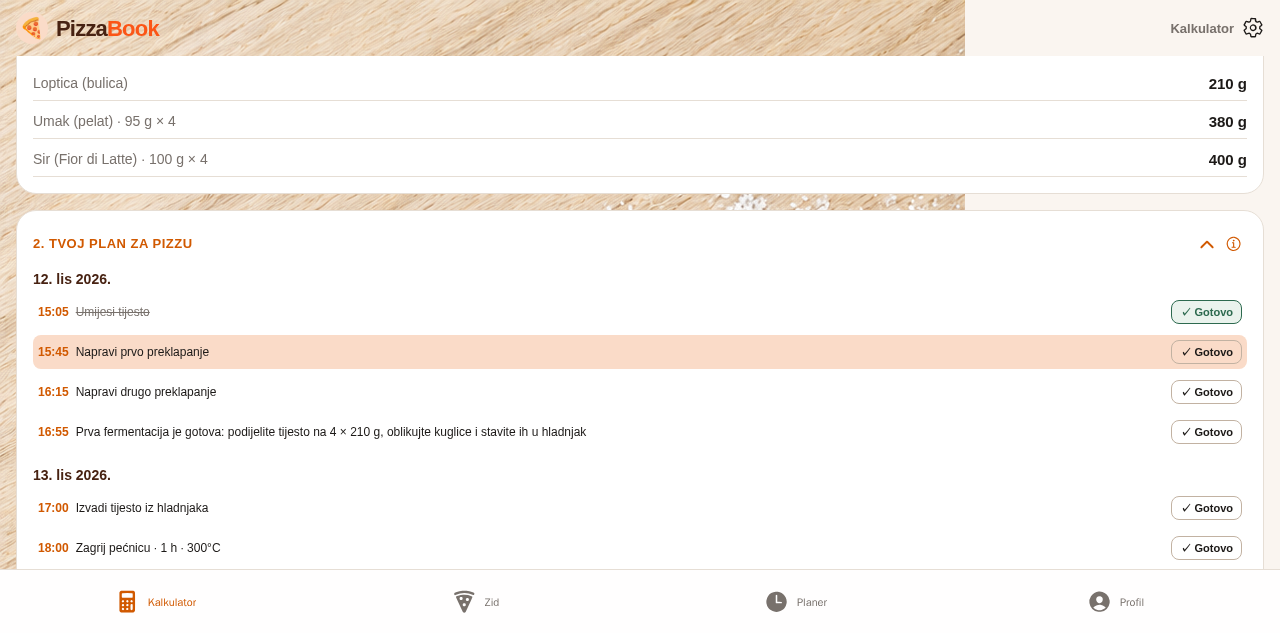 PizzaBook
Kalkulator
Loptica (bulica) 210 g
Umak (pelat) · 95 g × 4 380 g
Sir (Fior di Latte) · 100 g × 4 400 g
2. TVOJ PLAN ZA PIZZU
12. lis 2026.
15:05 Umijesi tijesto ✓ Gotovo
15:45 Napravi prvo preklapanje ✓ Gotovo
16:15 Napravi drugo preklapanje ✓ Gotovo
16:55 Prva fermentacija je gotova: podijelite tijesto na 4 × 210 g, oblikujte kuglice i stavite ih u hladnjak ✓ Gotovo
13. lis 2026.
17:00 Izvadi tijesto iz hladnjaka ✓ Gotovo
18:00 Zagrij pećnicu · 1 h · 300°C ✓ Gotovo
Kalkulator Zid Planer Profil